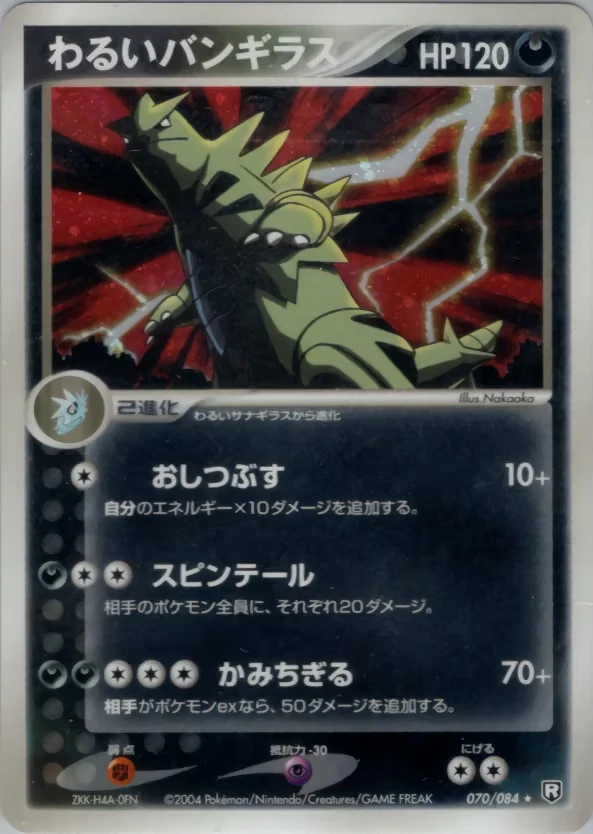 わるいバンギラス HP120
Illus. Nakaoka
2進化 わるいサナギラスから進化
おしつぶす 10+
自分のエネルギー×10ダメージを追加する。
スピンテール
相手のポケモン全員に、それぞれ20ダメージ。
かみちぎる 70+
相手がポケモンexなら、50ダメージを追加する。
弱点 抵抗力 -30 にげる
ZKK-H4A-0FN ©2004 Pokémon/Nintendo/Creatures/GAME FREAK 070/084 ★ R